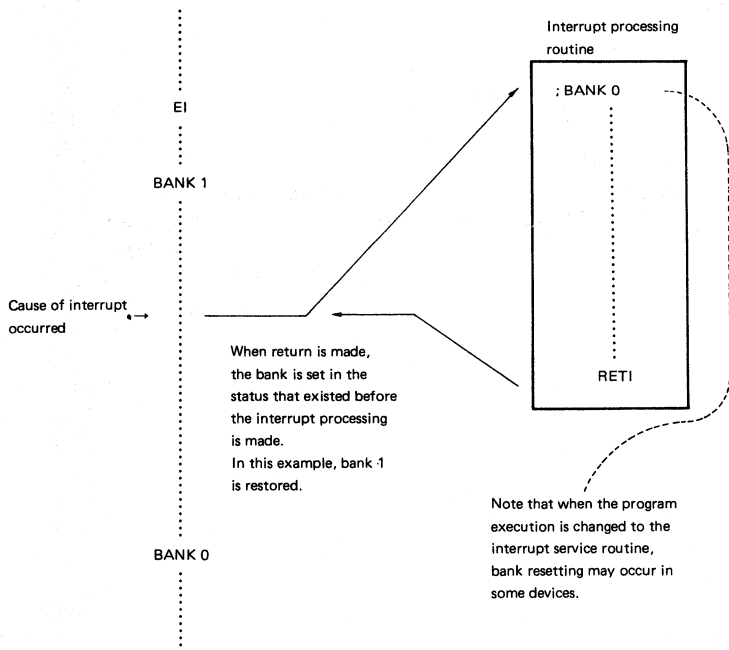 Interrupt processing
routine
; BANK 0
EI
BANK 1
Cause of interrupt
occurred
When return is made,
the bank is set in the
status that existed before
the interrupt processing
is made.
In this example, bank 1
is restored.
RETI
Note that when the program
execution is changed to the
interrupt service routine,
bank resetting may occur in
some devices.
BANK 0